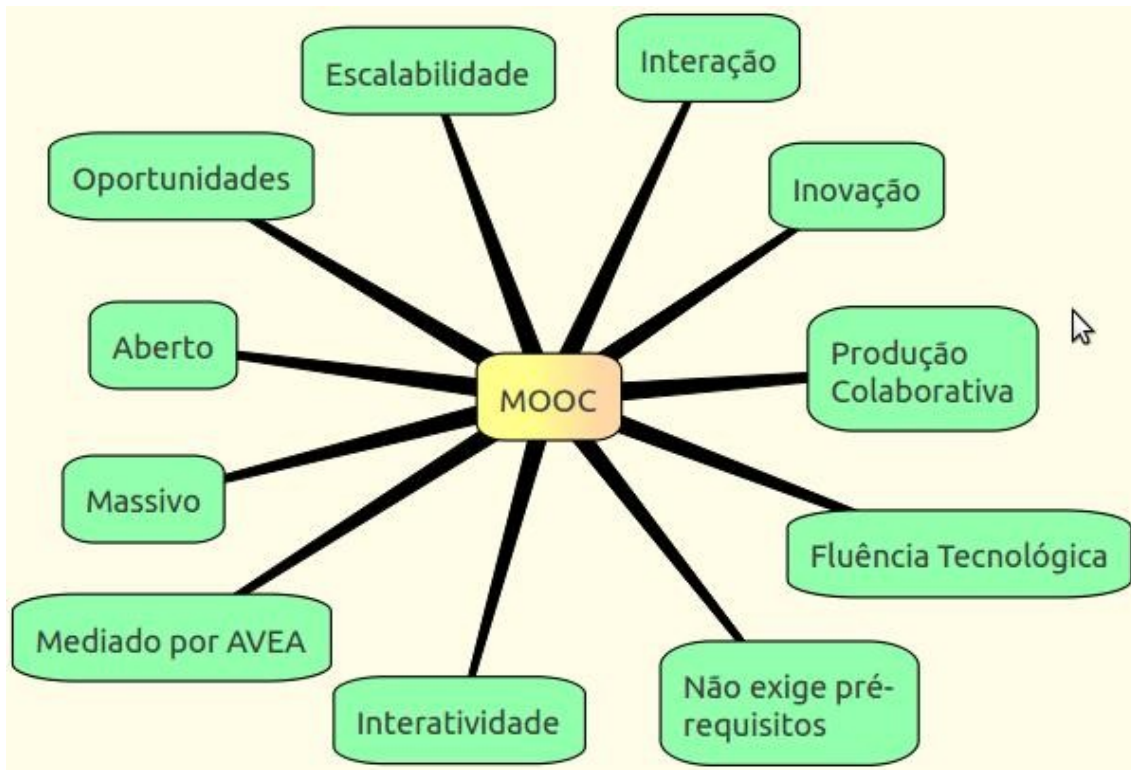 Escalabilidade
Interação
Oportunidades
Inovação
Aberto
Produção
Colaborativa
MOOC
Massivo
Fluência Tecnológica
Mediado por AVEA
Interatividade
Não exige pré-
requisitos